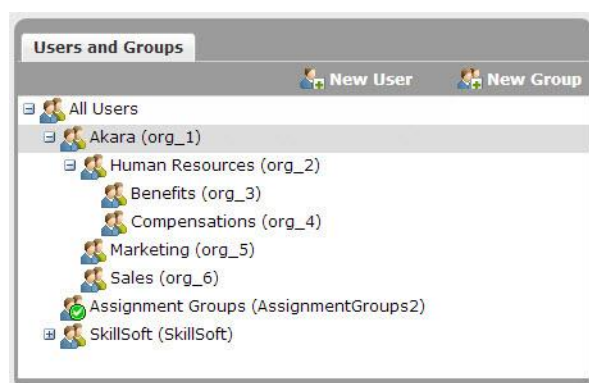 Users and Groups
New User New Group
All Users
Akara (org_1)
Human Resources (org_2)
Benefits (org_3)
Compensations (org_4)
Marketing (org_5)
Sales (org_6)
Assignment Groups (AssignmentGroups2)
SkillSoft (SkillSoft)